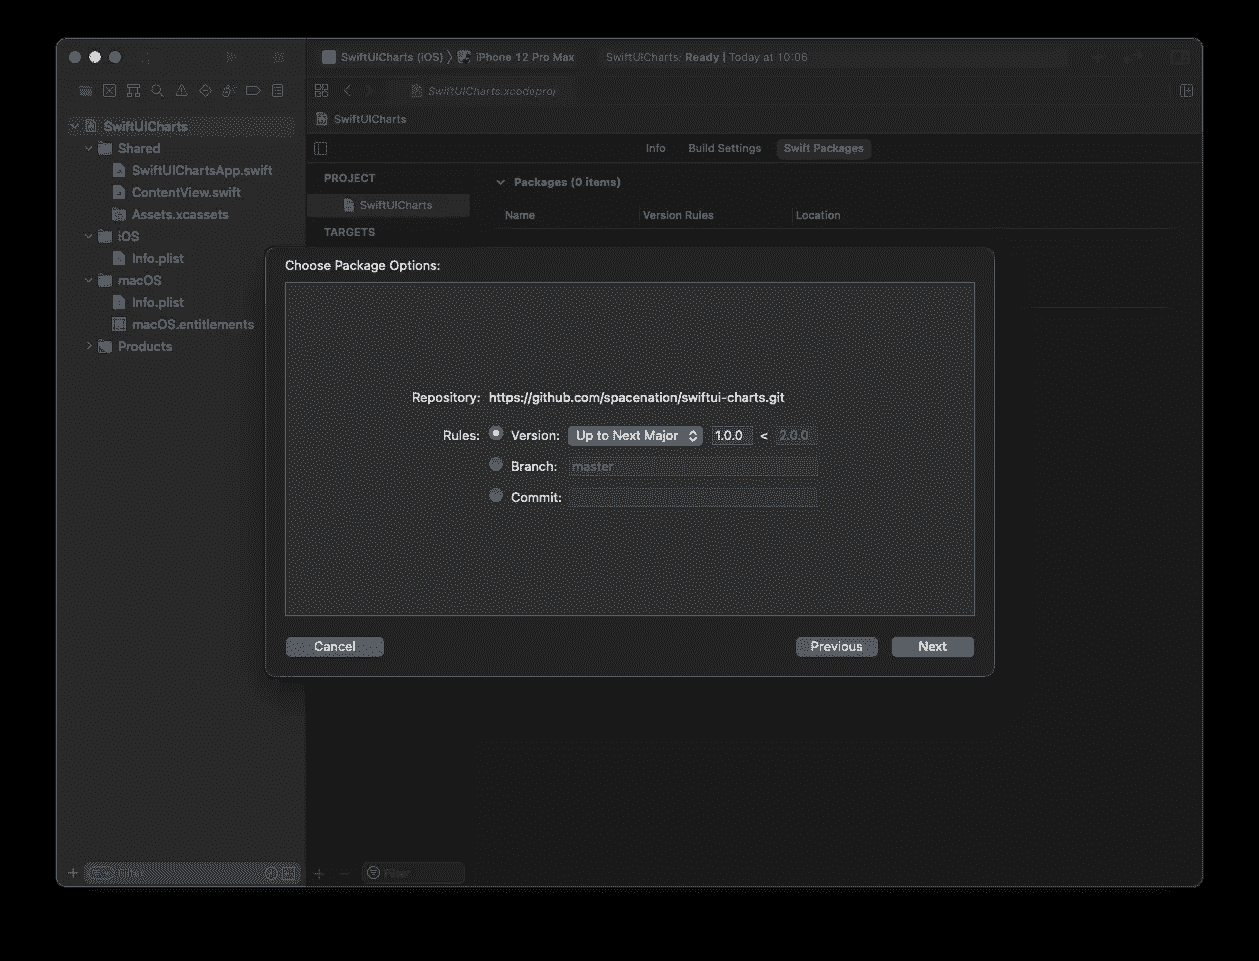 SwiftUICharts (iOS) 〉 iPhone 12 Pro Max
SwiftUICharts: Ready | Today at 10:06
SwiftUICharts.xcodeproj
SwiftUICharts
SwiftUICharts
Shared
SwiftUIChartsApp.swift
ContentView.swift
Assets.xcassets
iOS
Info.plist
macOS
Info.plist
macOS.entitlements
Products
Filter
Info Build Settings Swift Packages
PROJECT
SwiftUICharts
TARGETS
Packages (0 items)
Name Version Rules Location
Choose Package Options:
Repository: https://github.com/spacenation/swiftui-charts.git
Rules: Version: Up to Next Major 1.0.0 < 2.0.0
Branch: master
Commit:
Cancel Previous Next
Filter